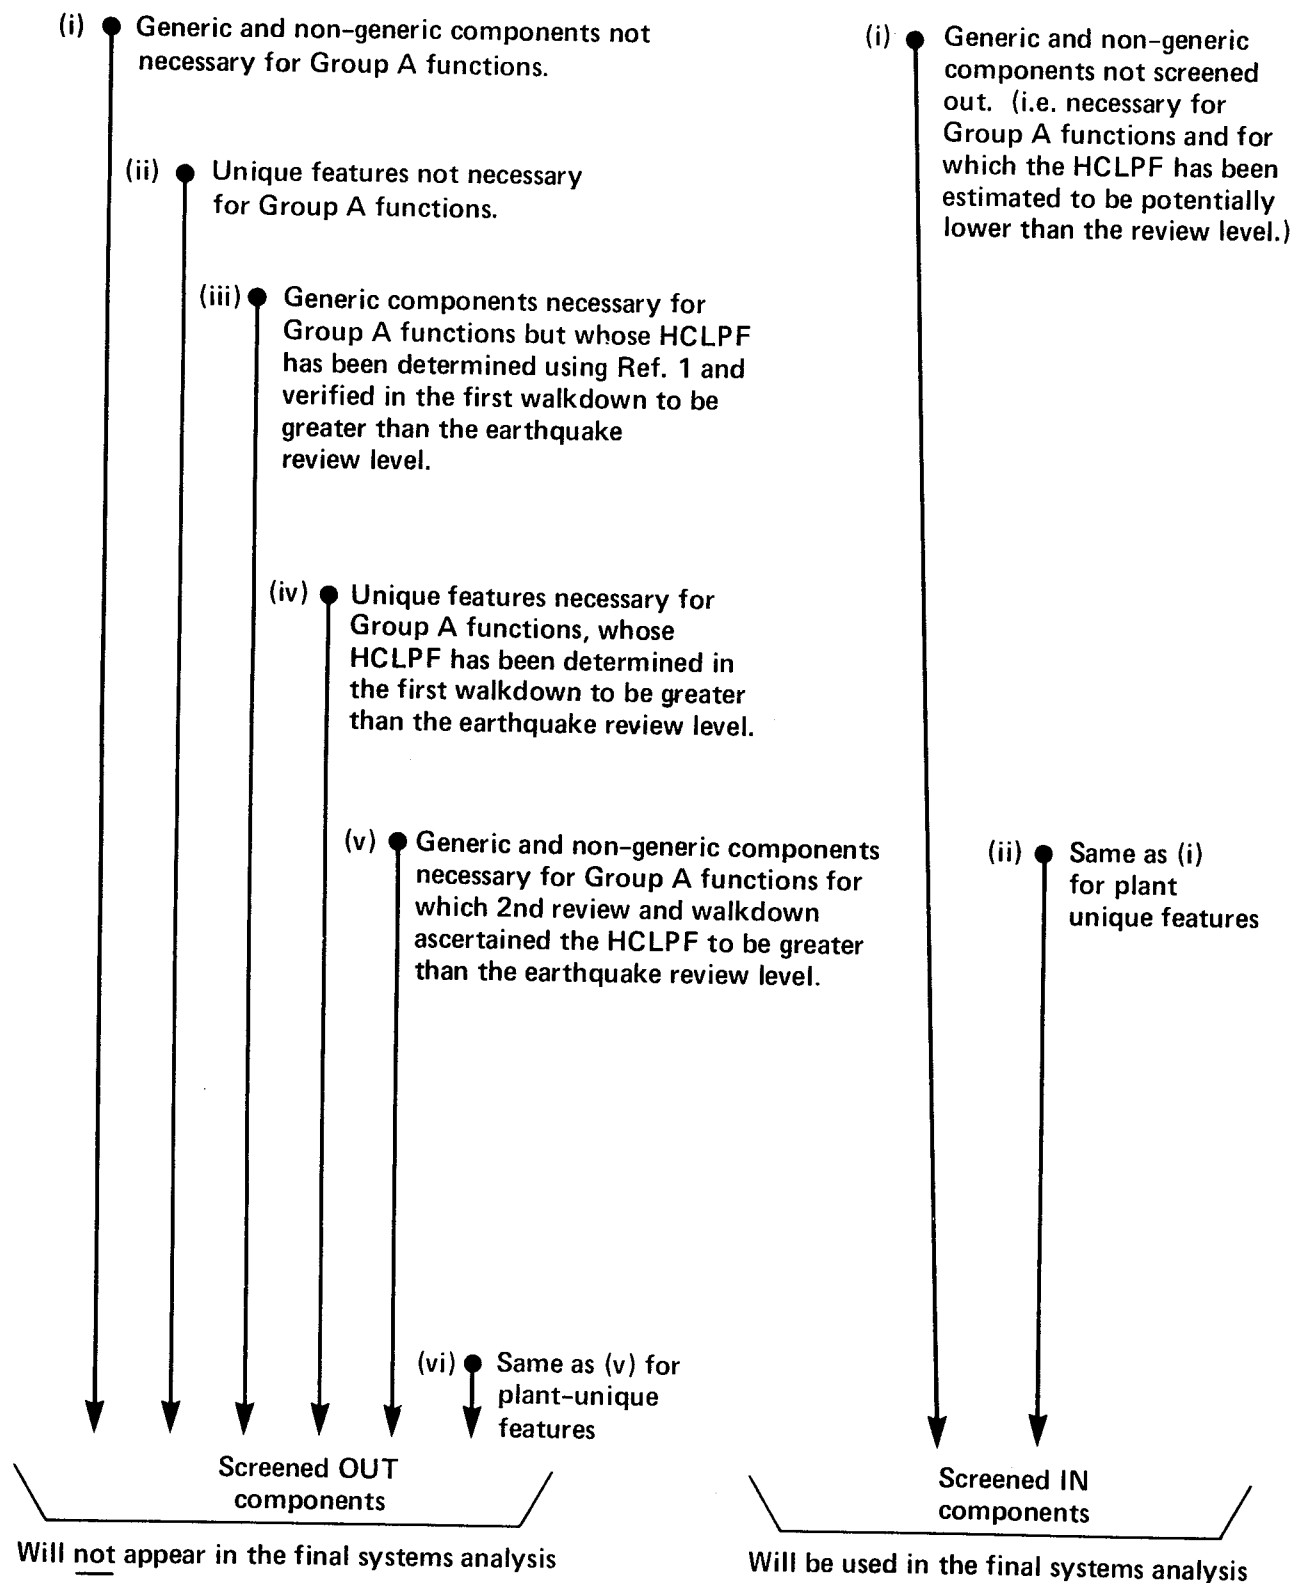 (i) Generic and non-generic components not
necessary for Group A functions.
(ii) Unique features not necessary
for Group A functions.
(iii) Generic components necessary for
Group A functions but whose HCLPF
has been determined using Ref. 1 and
verified in the first walkdown to be
greater than the earthquake
review level.
(iv) Unique features necessary for
Group A functions, whose
HCLPF has been determined in
the first walkdown to be greater
than the earthquake review level.
(v) Generic and non-generic components
necessary for Group A functions for
which 2nd review and walkdown
ascertained the HCLPF to be greater
than the earthquake review level.
(vi) Same as (v) for
plant-unique
features
Screened OUT
components
Will not appear in the final systems analysis
(i) Generic and non-generic
components not screened
out. (i.e. necessary for
Group A functions and for
which the HCLPF has been
estimated to be potentially
lower than the review level.)
(ii) Same as (i)
for plant
unique features
Screened IN
components
Will be used in the final systems analysis